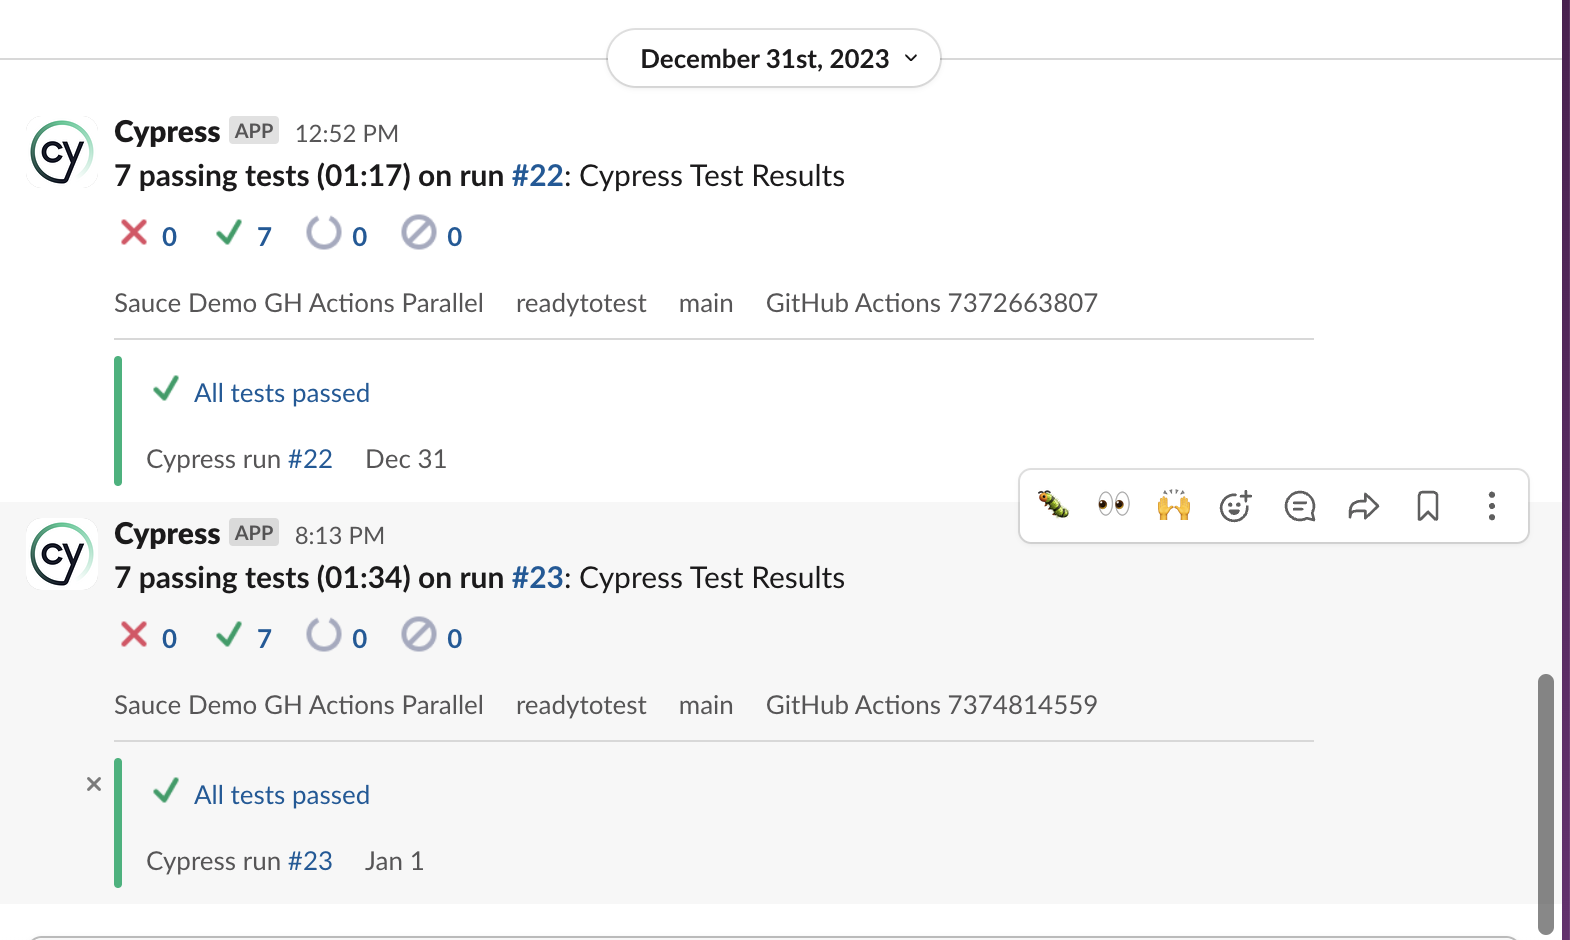 December 31st, 2023
cy
Cypress APP 12:52 PM
7 passing tests (01:17) on run #22: Cypress Test Results
0 7 0 0
Sauce Demo GH Actions Parallel readytotest main GitHub Actions 7372663807
All tests passed
Cypress run #22 Dec 31
cy
Cypress APP 8:13 PM
7 passing tests (01:34) on run #23: Cypress Test Results
0 7 0 0
Sauce Demo GH Actions Parallel readytotest main GitHub Actions 7374814559
All tests passed
Cypress run #23 Jan 1